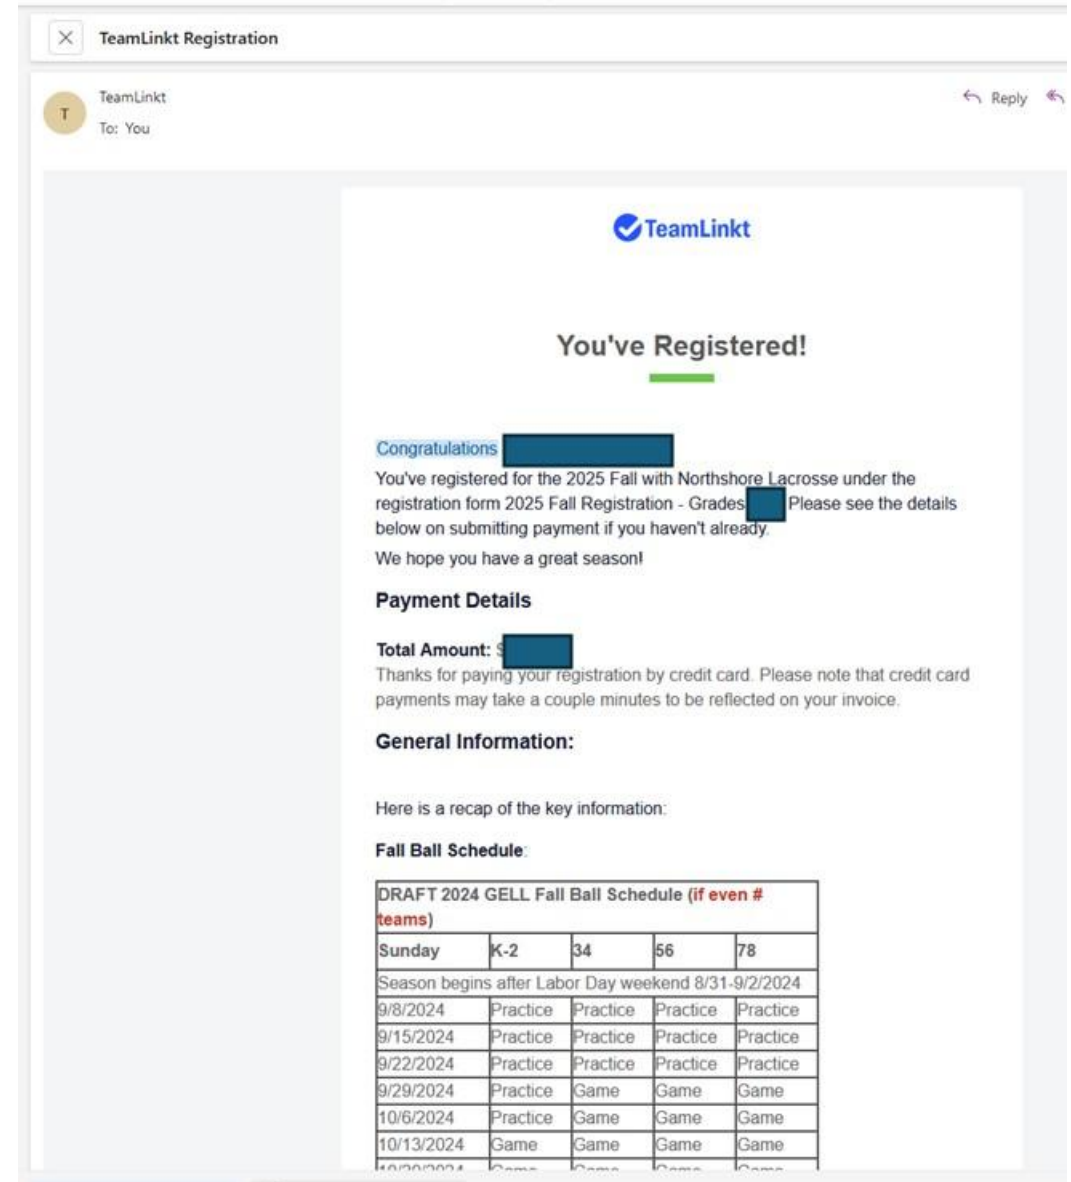 TeamLinkt Registration
T
TeamLinkt
Reply
To: You
TeamLinkt
You've Registered!
Congratulations
You've registered for the 2025 Fall with Northshore Lacrosse under the
registration form 2025 Fall Registration - Grades Please see the details
below on submitting payment if you haven't already.
We hope you have a great season!
Payment Details
Total Amount: $
Thanks for paying your registration by credit card. Please note that credit card
payments may take a couple minutes to be reflected on your invoice.
General Information:
Here is a recap of the key information:
Fall Ball Schedule:
DRAFT 2024 GELL Fall Ball Schedule (if even #
teams)
Sunday K-2 34 56 78
Season begins after Labor Day weekend 8/31-9/2/2024
9/8/2024 Practice Practice Practice Practice
9/15/2024 Practice Practice Practice Practice
9/22/2024 Practice Practice Practice Practice
9/29/2024 Practice Game Game Game
10/6/2024 Practice Game Game Game
10/13/2024 Game Game Game Game